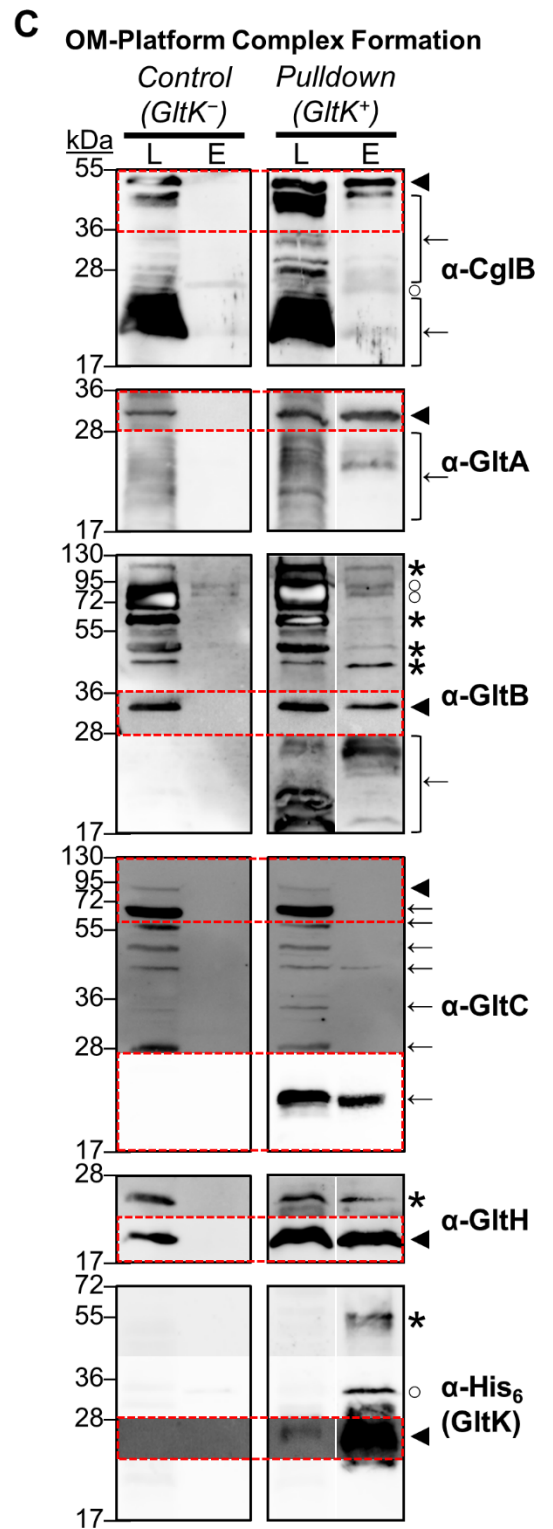 C
OM-Platform Complex Formation
Control Pulldown
(GltK⁻) (GltK⁺)
kDa L E L E
55
36
28
17
α-CglB
36
28
17
α-GltA
130
95
72
55
36
28
17
*
*
*
*
α-GltB
130
95
72
55
36
28
17
α-GltC
28
17
*
α-GltH
72
55
36
28
17
*
α-His₆
(GltK)